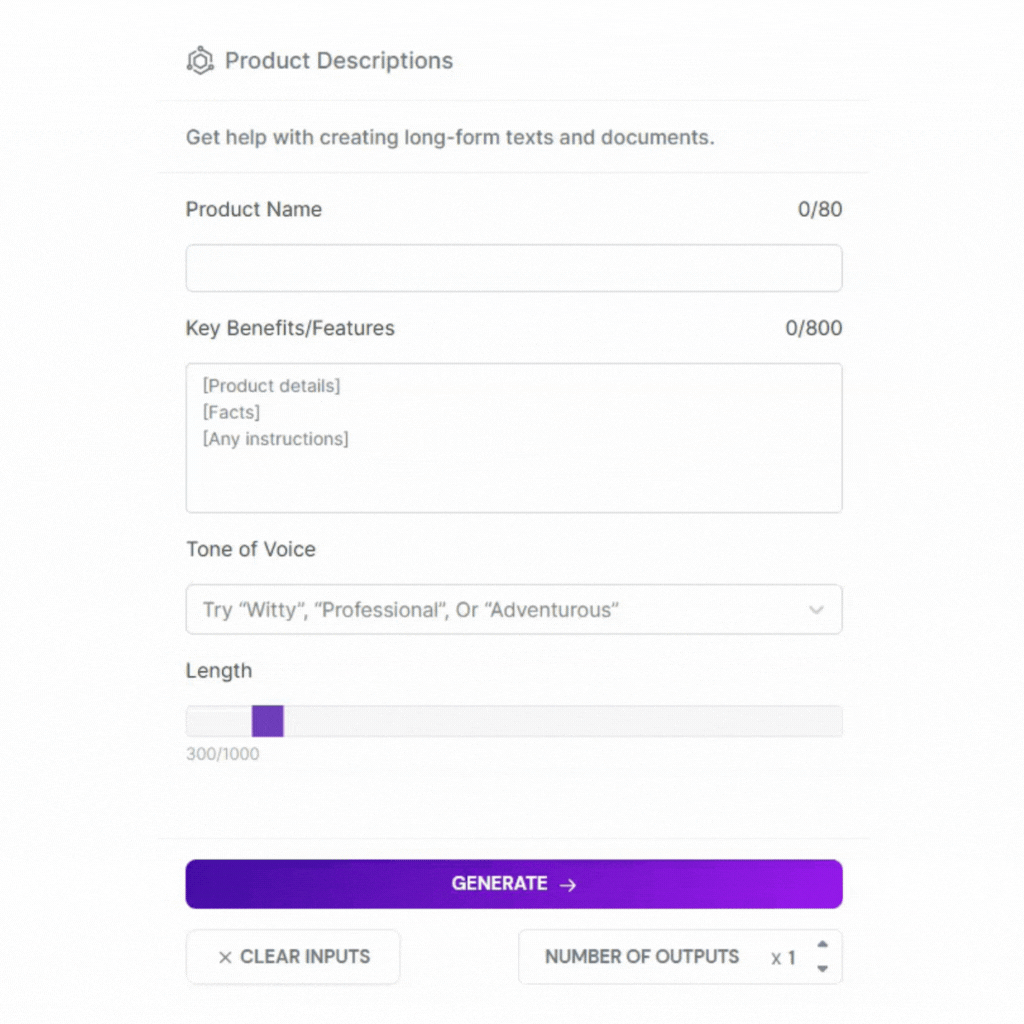 Product Descriptions
Get help with creating long-form texts and documents.
Product Name 0/80
Key Benefits/Features 0/800
[Product details]
[Facts]
[Any instructions]
Tone of Voice
Try “Witty”, “Professional”, Or “Adventurous”
Length
300/1000
GENERATE →
× CLEAR INPUTS NUMBER OF OUTPUTS x 1